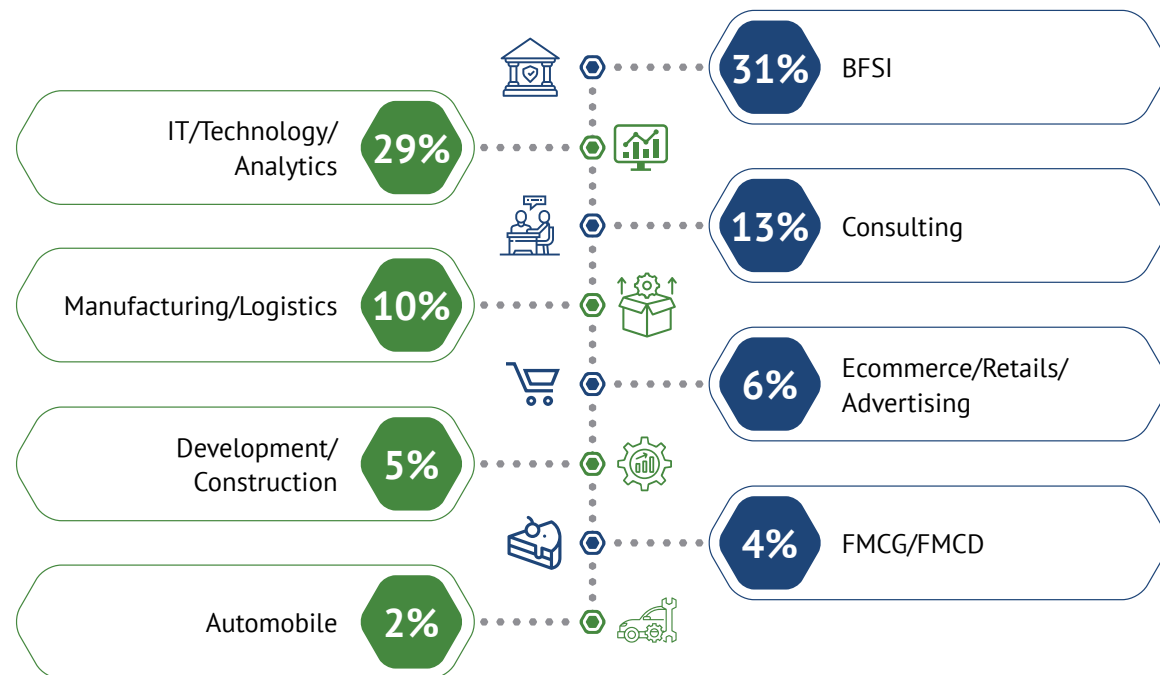 31%
BFSI
IT/Technology/
Analytics
29%
13%
Consulting
Manufacturing/Logistics
10%
6%
Ecommerce/Retails/
Advertising
Development/
Construction
5%
4%
FMCG/FMCD
Automobile
2%